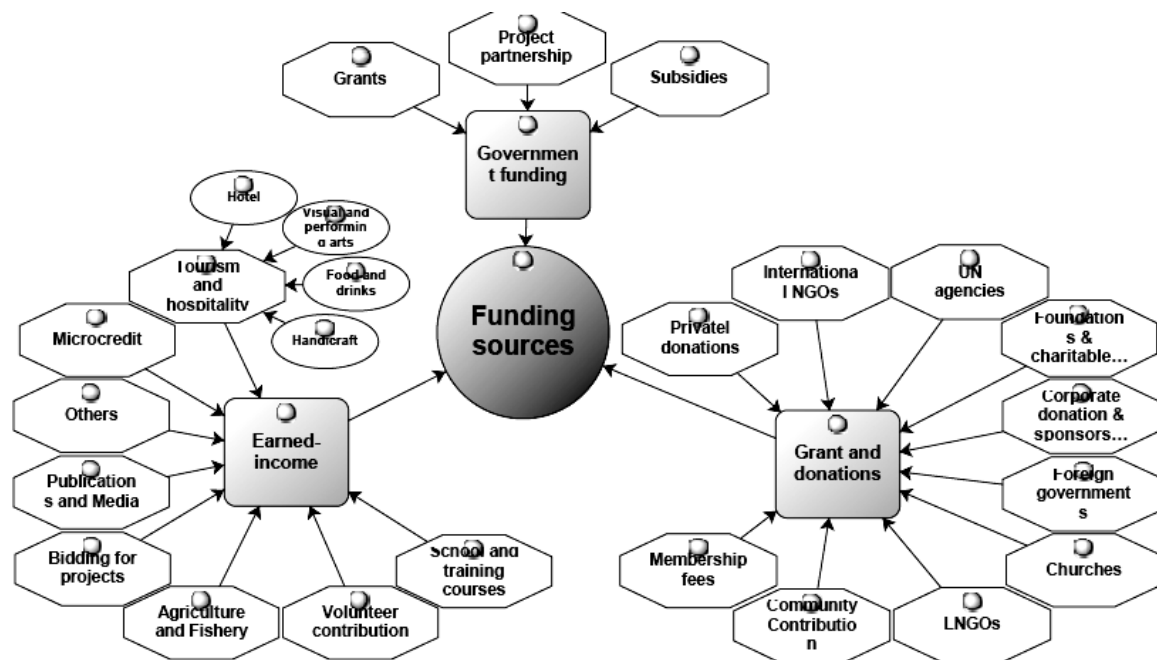 Project
partnership
Grants
Subsidies
Governmen
t funding
Hotel
Visual and
performin
g arts
Tourism
and
hospitality
Food and
drinks
Handicraft
Microcredit
Others
Publication
s and Media
Bidding for
projects
Agriculture
and Fishery
Volunteer
contribution
School and
training
courses
Earned-
income
Funding
sources
Internationa
l NGOs
UN
agencies
Privatel
donations
Foundation
s &
charitable...
Corporate
donation &
sponsors...
Foreign
government
s
Churches
LNGOs
Community
Contributio
n
Membership
fees
Grant and
donations